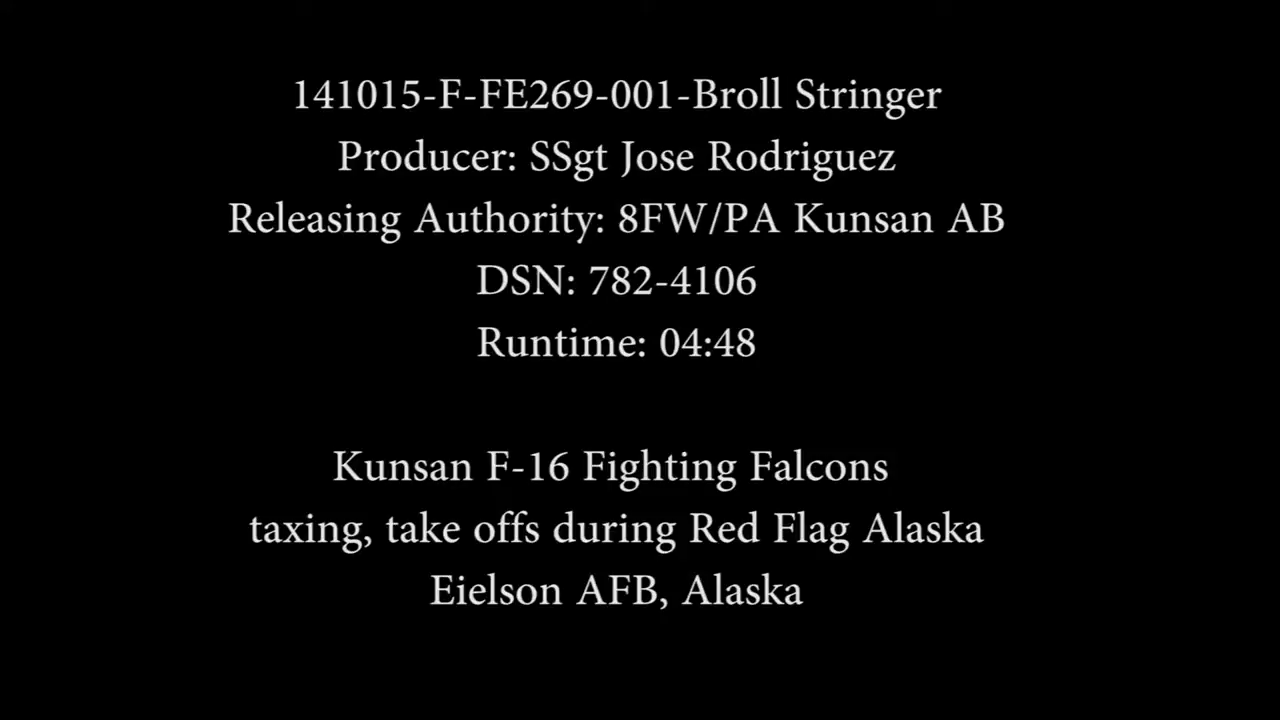 141015-F-FE269-001-Broll Stringer
Producer: SSgt Jose Rodriguez
Releasing Authority: 8FW/PA Kunsan AB
DSN: 782-4106
Runtime: 04:48
Kunsan F-16 Fighting Falcons
taxing, take offs during Red Flag Alaska
Eielson AFB, Alaska